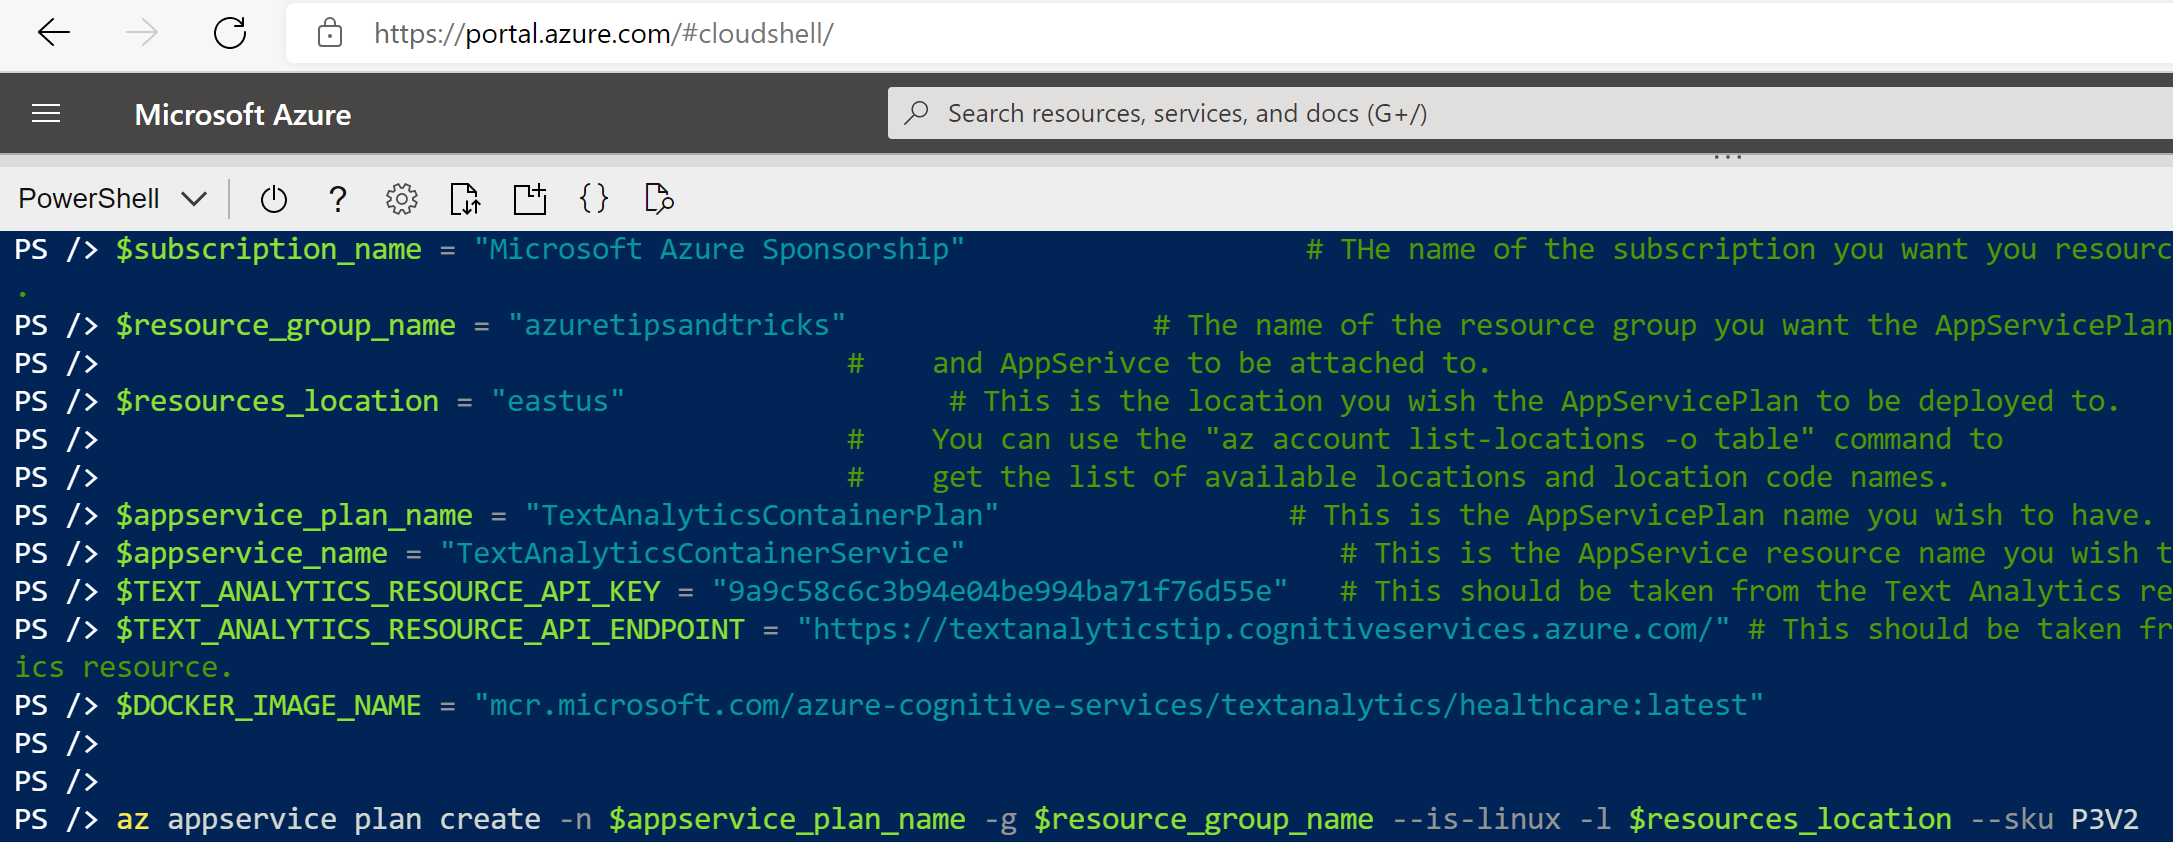 https://portal.azure.com/#cloudshell/
Microsoft Azure
Search resources, services, and docs (G+/)
PowerShell
PS /> $subscription_name = "Microsoft Azure Sponsorship" # THe name of the subscription you want you resourc
.
PS /> $resource_group_name = "azuretipsandtricks" # The name of the resource group you want the AppServicePlan
PS /> # and AppSerivce to be attached to.
PS /> $resources_location = "eastus" # This is the location you wish the AppServicePlan to be deployed to.
PS /> # You can use the "az account list-locations -o table" command to
PS /> # get the list of available locations and location code names.
PS /> $appservice_plan_name = "TextAnalyticsContainerPlan" # This is the AppServicePlan name you wish to have.
PS /> $appservice_name = "TextAnalyticsContainerService" # This is the AppService resource name you wish t
PS /> $TEXT_ANALYTICS_RESOURCE_API_KEY = "9a9c58c6c3b94e04be994ba71f76d55e" # This should be taken from the Text Analytics re
PS /> $TEXT_ANALYTICS_RESOURCE_API_ENDPOINT = "https://textanalyticstip.cognitiveservices.azure.com/" # This should be taken fr
ics resource.
PS /> $DOCKER_IMAGE_NAME = "mcr.microsoft.com/azure-cognitive-services/textanalytics/healthcare:latest"
PS />
PS />
PS /> az appservice plan create -n $appservice_plan_name -g $resource_group_name --is-linux -l $resources_location --sku P3V2